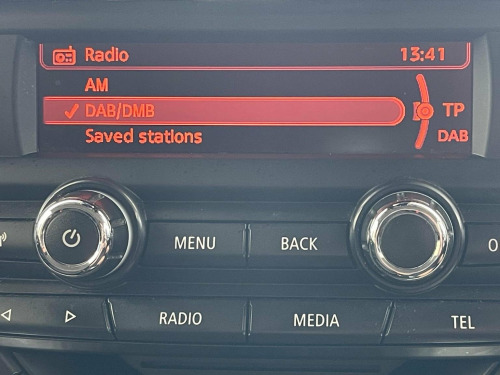 Radio 13:41
AM
DAB/DMB TP
Saved stations DAB
MENU BACK
RADIO MEDIA TEL